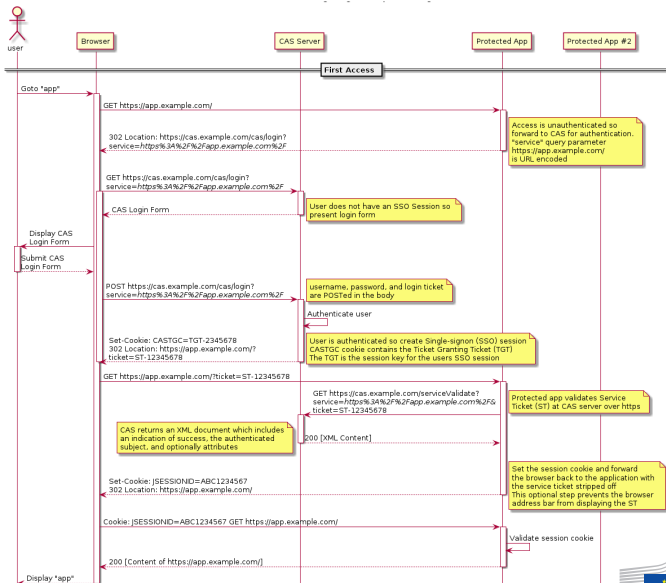 user
Browser
CAS Server
Protected App
Protected App #2
First Access
Goto "app"
GET https://app.example.com/
Access is unauthenticated so
forward to CAS for authentication.
"service" query parameter
https://app.example.com/
is URL encoded
302 Location: https://cas.example.com/cas/login?
service=https%3A%2F%2Fapp.example.com%2F
GET https://cas.example.com/cas/login?
service=https%3A%2F%2Fapp.example.com%2F
CAS Login Form
User does not have an SSO Session so
present login form
Display CAS
Login Form
Submit CAS
Login Form
POST https://cas.example.com/cas/login?
service=https%3A%2F%2Fapp.example.com%2F
username, password, and login ticket
are POSTed in the body
Authenticate user
Set-Cookie: CASTGC=TGT-2345678
302 Location: https://app.example.com/?
ticket=ST-12345678
User is authenticated so create Single-signon (SSO) session
CASTGC cookie contains the Ticket Granting Ticket (TGT)
The TGT is the session key for the users SSO session
GET https://app.example.com/?ticket=ST-12345678
GET https://cas.example.com/serviceValidate?
service=https%3A%2F%2Fapp.example.com%2F&
ticket=ST-12345678
Protected app validates Service
Ticket (ST) at CAS server over https
CAS returns an XML document which includes
an indication of success, the authenticated
subject, and optionally attributes
200 [XML Content]
Set-Cookie: JSESSIONID=ABC1234567
302 Location: https://app.example.com/
Set the session cookie and forward
the browser back to the application with
the service ticket stripped off
This optional step prevents the browser
address bar from displaying the ST
Cookie: JSESSIONID=ABC1234567 GET https://app.example.com/
Validate session cookie
200 [Content of https://app.example.com/]
Display "app"